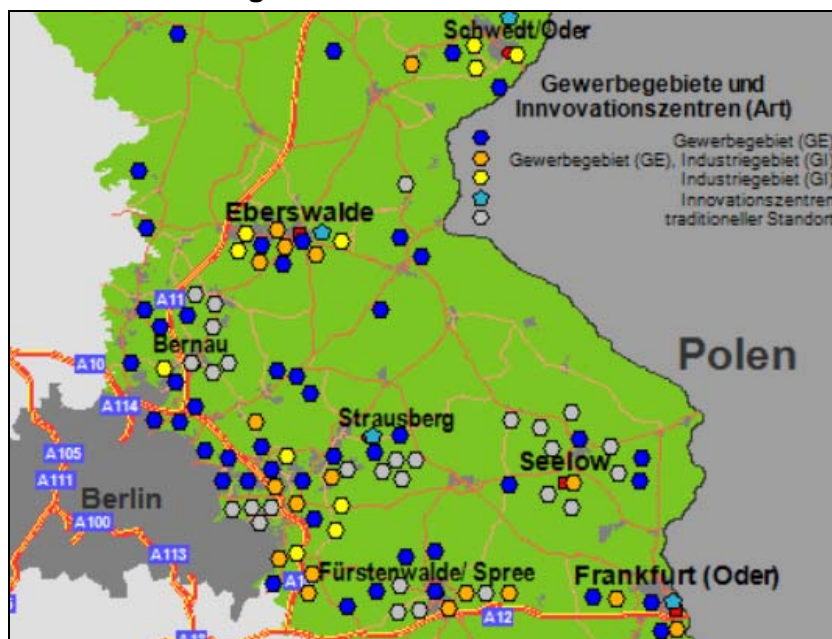 Schwedt/Oder
Gewerbegebiete und
Innvovationszentren (Art)
Gewerbegebiet (GE)
Gewerbegebiet (GE), Industriegebiet (GI)
Industriegebiet (GI)
Innovationszentren
traditioneller Standort
Eberswalde
A11
Bernau
Polen
A10
A114
Strausberg
A105
Seelow
A111
Berlin
A100
A113
A1
Fürstenwalde/ Spree
Frankfurt (Oder)
A12